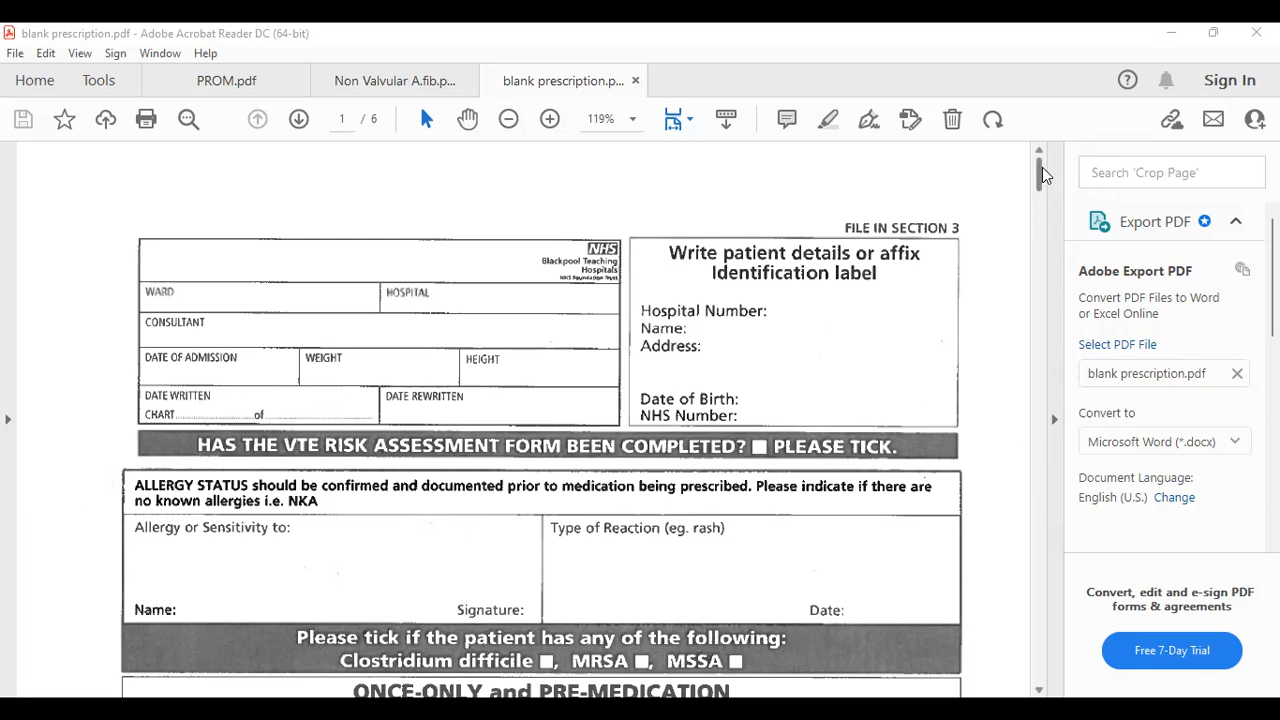 blank prescription.pdf - Adobe Acrobat Reader DC (64-bit)
File Edit View Sign Window Help
Home Tools PROM.pdf Non Valvular A.fib.p... blank prescription.p... Sign In
1 / 6 119%
Search 'Crop Page'
Export PDF
Adobe Export PDF
Convert PDF Files to Word
or Excel Online
Select PDF File
blank prescription.pdf
Convert to
Microsoft Word (*.docx)
Document Language:
English (U.S.) Change
Convert, edit and e-sign PDF
forms & agreements
Free 7-Day Trial
FILE IN SECTION 3
NHS
Blackpool Teaching
Hospitals
NHS Foundation Trust
WARD HOSPITAL
CONSULTANT
DATE OF ADMISSION WEIGHT HEIGHT
DATE WRITTEN DATE REWRITTEN
CHART.....................of..............................
Write patient details or affix
Identification label
Hospital Number:
Name:
Address:
Date of Birth:
NHS Number:
HAS THE VTE RISK ASSESSMENT FORM BEEN COMPLETED? ■ PLEASE TICK.
ALLERGY STATUS should be confirmed and documented prior to medication being prescribed. Please indicate if there are
no known allergies i.e. NKA
Allergy or Sensitivity to: Type of Reaction (eg. rash)
Name: Signature: Date:
Please tick if the patient has any of the following:
Clostridium difficile ■, MRSA ■, MSSA ■
ONCE-ONLY and PRE-MEDICATION